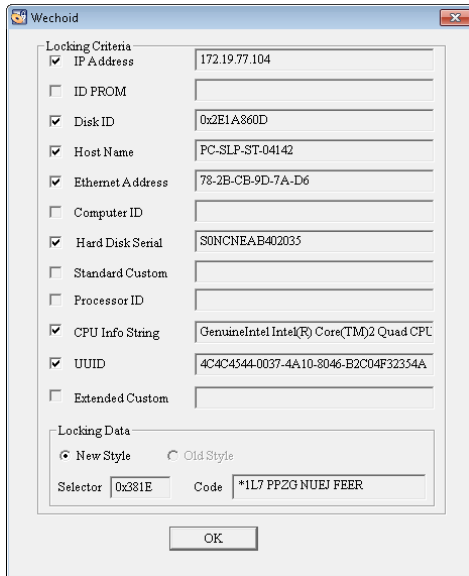 Wechoid
Locking Criteria
IP Address 172.19.77.104
ID PROM
Disk ID 0x2E1A860D
Host Name PC-SLP-ST-04142
Ethernet Address 78-2B-CB-9D-7A-D6
Computer ID
Hard Disk Serial S0NCNEAB402035
Standard Custom
Processor ID
CPU Info String GenuineIntel Intel(R) Core(TM)2 Quad CPU
UUID 4C4C4544-0037-4A10-8046-B2C04F32354A
Extended Custom
Locking Data
New Style Old Style
Selector 0x381E Code *1L7 PPZG NUEJ FEER
OK